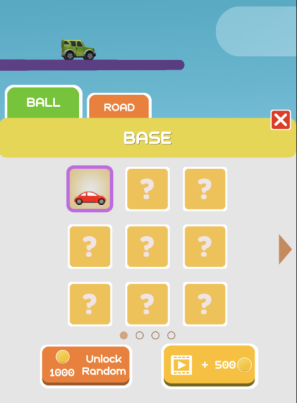 BALL
ROAD
BASE
? ? ?
? ? ?
? ?
1000 Unlock Random
+ 500